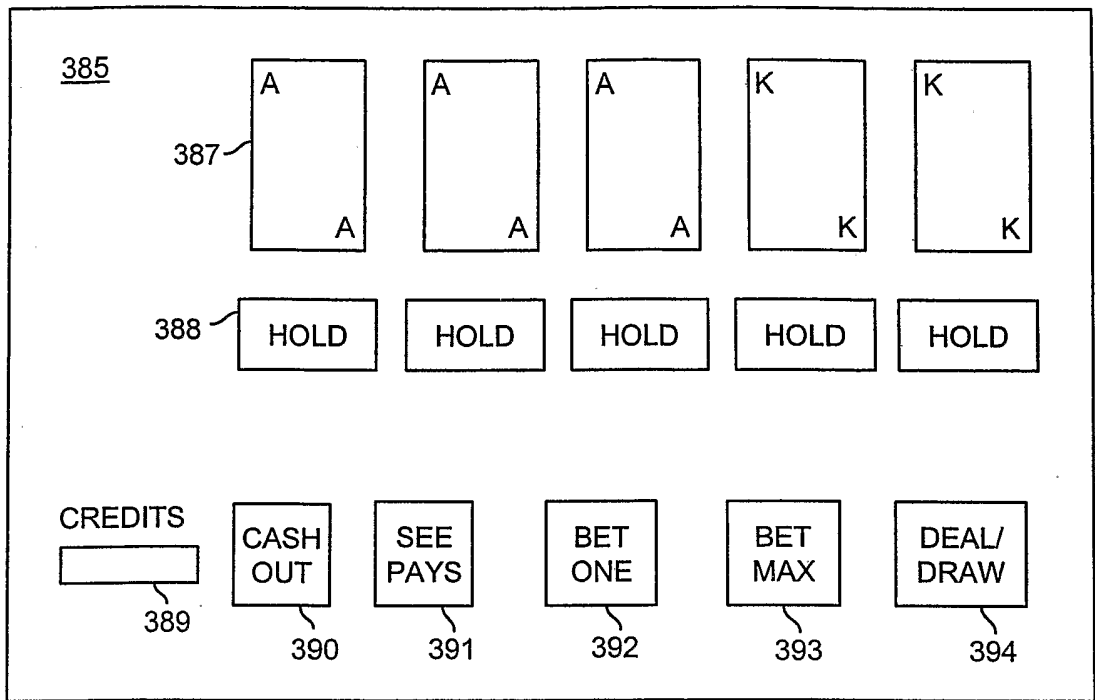 385
A A A K K
387
A A A K K
388 HOLD HOLD HOLD HOLD HOLD
CREDITS
389
CASH
OUT
390
SEE
PAYS
391
BET
ONE
392
BET
MAX
393
DEAL/
DRAW
394